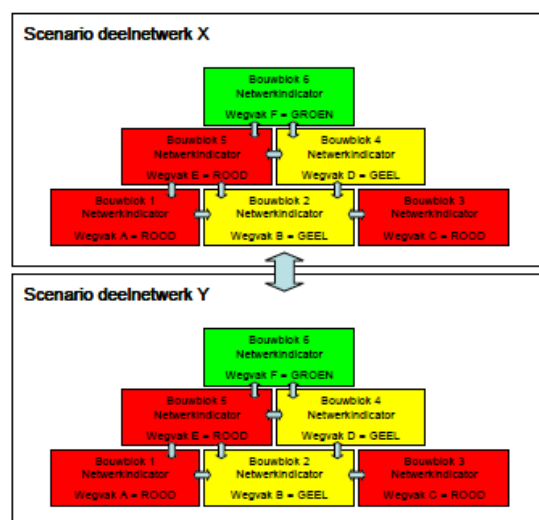 Scenario deelnetwerk X
Bouwblok 6
Netwerkindicator
Wegvak F = GROEN
Bouwblok 5
Netwerkindicator
Wegvak E = ROOD
Bouwblok 4
Netwerkindicator
Wegvak D = GEEL
Bouwblok 1
Netwerkindicator
Wegvak A = ROOD
Bouwblok 2
Netwerkindicator
Wegvak B = GEEL
Bouwblok 3
Netwerkindicator
Wegvak C = ROOD
Scenario deelnetwerk Y
Bouwblok 6
Netwerkindicator
Wegvak F = GROEN
Bouwblok 5
Netwerkindicator
Wegvak E = ROOD
Bouwblok 4
Netwerkindicator
Wegvak D = GEEL
Bouwblok 1
Netwerkindicator
Wegvak A = ROOD
Bouwblok 2
Netwerkindicator
Wegvak B = GEEL
Bouwblok 3
Netwerkindicator
Wegvak C = ROOD